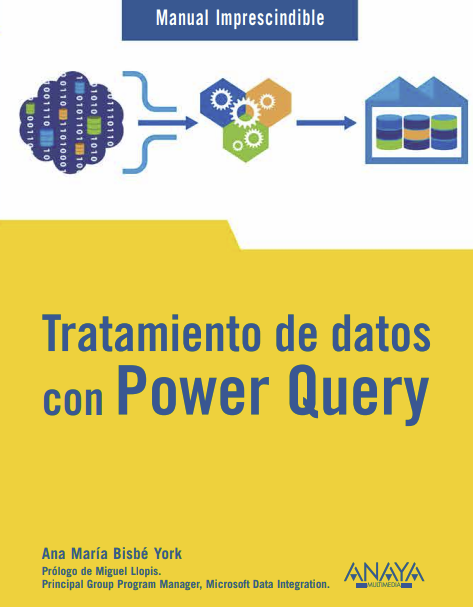 Manual Imprescindible
Tratamiento de datos
con Power Query
Ana María Bisbé York
Prólogo de Miguel Llopis.
Principal Group Program Manager, Microsoft Data Integration.
ANAYA
MULTIMEDIA